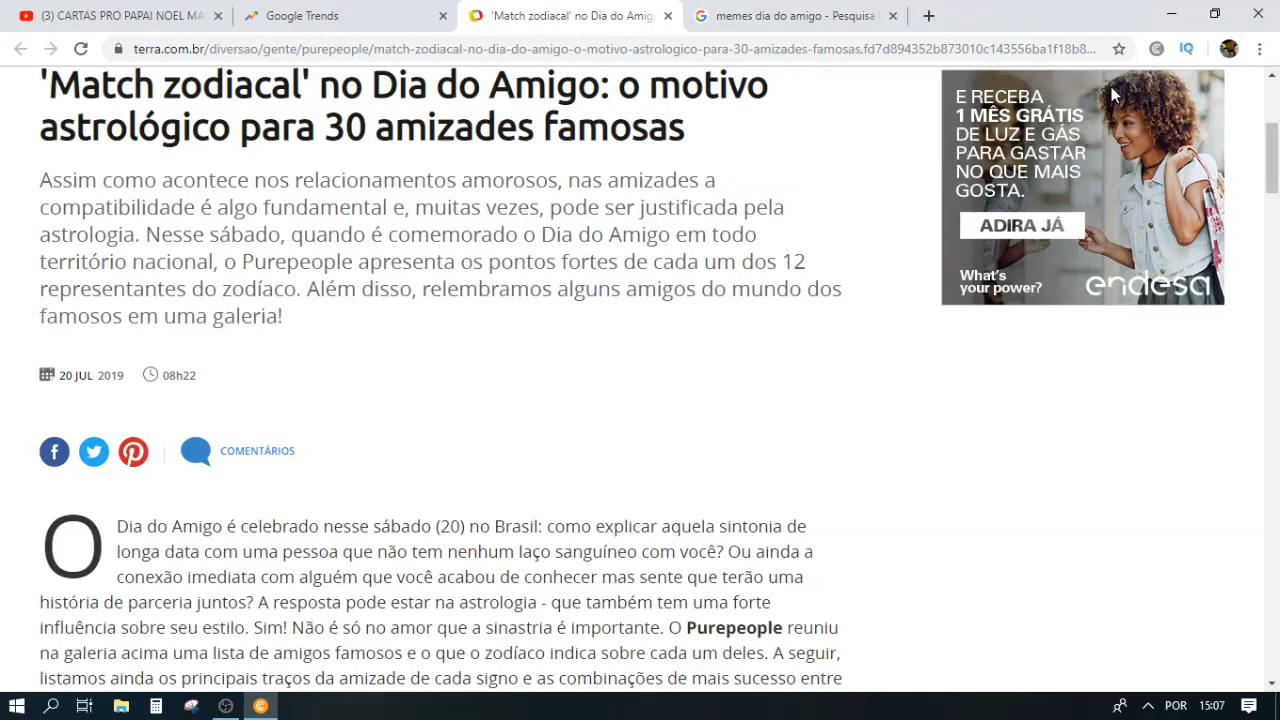 (3) CARTAS PRO PAPAI NOEL MA
Google Trends
'Match zodiacal' no Dia do Amig
memes dia do amigo - Pesquisa
terra.com.br/diversao/gente/purepeople/match-zodiacal-no-dia-do-amigo-o-motivo-astrologico-para-30-amizades-famosas,fd7d894352b873010c143556ba1f18b8...
IQ
'Match zodiacal' no Dia do Amigo: o motivo
astrológico para 30 amizades famosas
Assim como acontece nos relacionamentos amorosos, nas amizades a
compatibilidade é algo fundamental e, muitas vezes, pode ser justificada pela
astrologia. Nesse sábado, quando é comemorado o Dia do Amigo em todo
território nacional, o Purepeople apresenta os pontos fortes de cada um dos 12
representantes do zodíaco. Além disso, relembramos alguns amigos do mundo dos
famosos em uma galeria!
20 JUL 2019 08h22
COMENTÁRIOS
O Dia do Amigo é celebrado nesse sábado (20) no Brasil: como explicar aquela sintonia de
longa data com uma pessoa que não tem nenhum laço sanguíneo com você? Ou ainda a
conexão imediata com alguém que você acabou de conhecer mas sente que terão uma
história de parceria juntos? A resposta pode estar na astrologia - que também tem uma forte
influência sobre seu estilo. Sim! Não é só no amor que a sinastria é importante. O Purepeople reuniu
na galeria acima uma lista de amigos famosos e o que o zodíaco indica sobre cada um deles. A seguir,
listamos ainda os principais traços da amizade de cada signo e as combinações de mais sucesso entre
E RECEBA
1 MÊS GRÁTIS
DE LUZ E GÁS
PARA GASTAR
NO QUE MAIS
GOSTA.
ADIRA JÁ
What's
your power?
endesa
POR 15:07